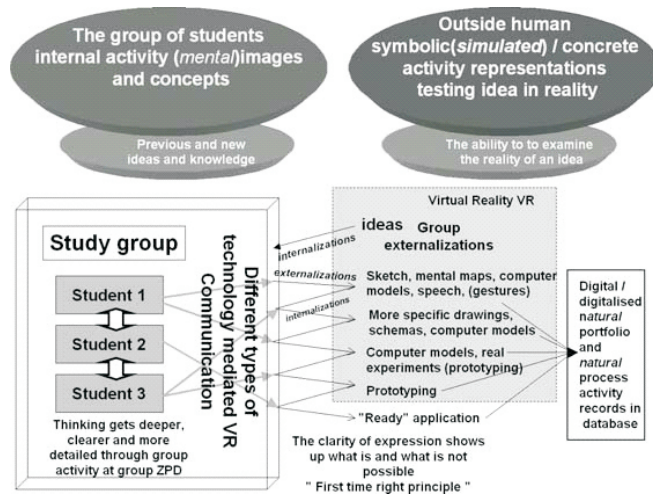 The group of students
internal activity (mental)images
and concepts
Previous and new
ideas and knowledge
Outside human
symbolic(simulated) / concrete
activity representations
testing idea in reality
The ability to to examine
the reality of an idea
Study group
Student 1
Student 2
Student 3
Thinking gets deeper,
clearer and more
detailed through group
activity at group ZPD
Different types of
technology mediated VR
Communication
Virtual Reality VR
ideas
Group
externalizations
internalizations
externalizations
internalizations
Sketch, mental maps, computer
models, speech, (gestures)
More specific drawings,
schemas, computer models
Computer models, real
experiments (prototyping)
Prototyping
"Ready" application
The clarity of expression shows
up what is and what is not
possible
" First time right principle "
Digital /
digitalised
natural
portfolio
and
natural
process
activity
records in
database